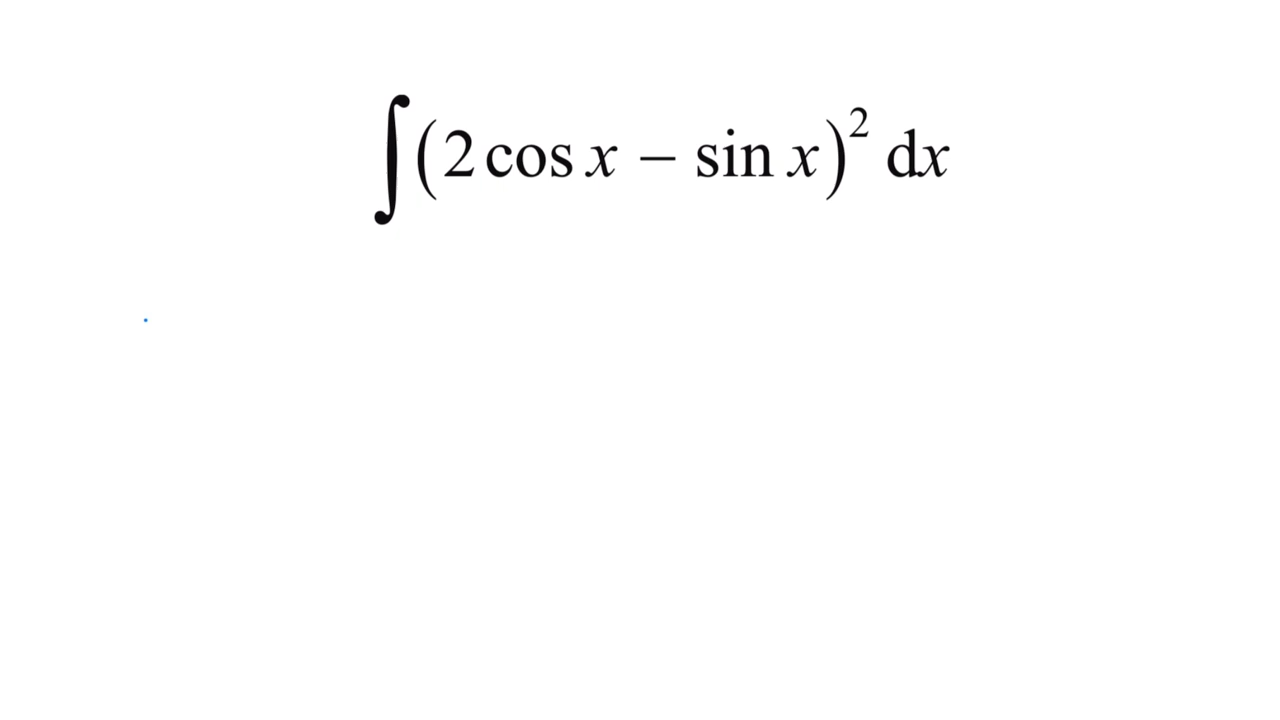 ∫(2 cos x − sin x)² dx